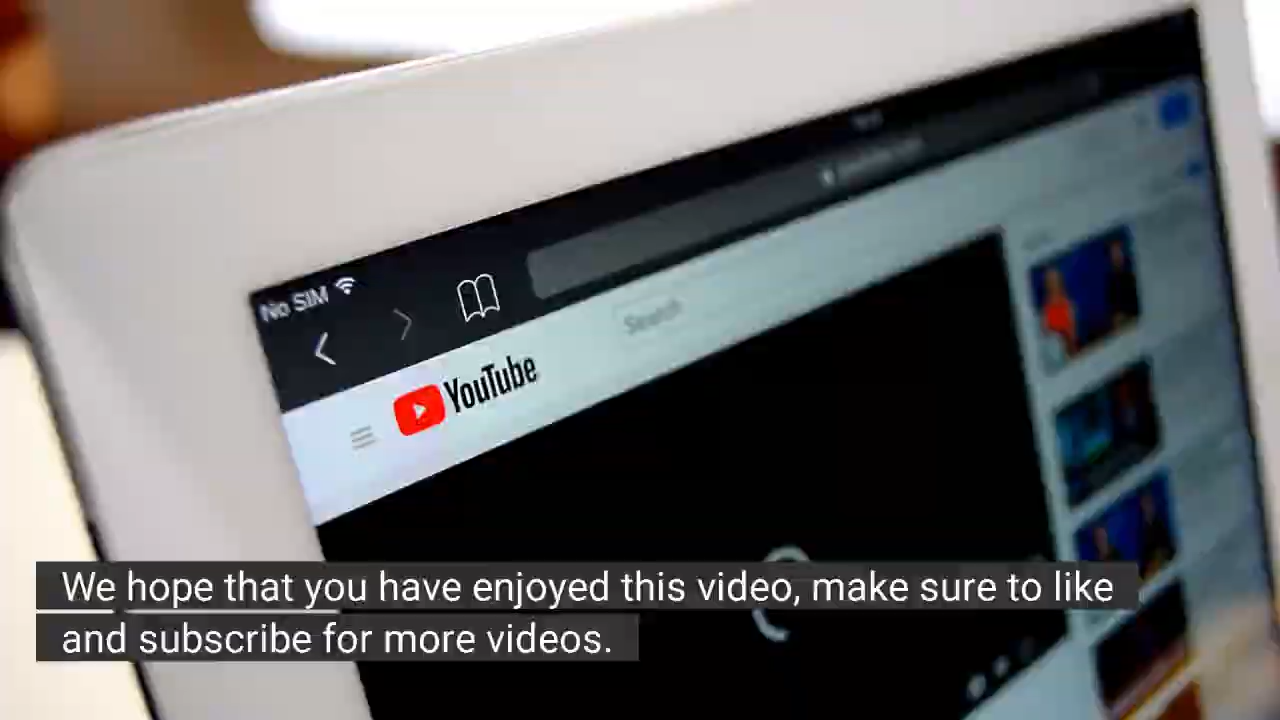 No SIM
YouTube
Search
We hope that you have enjoyed this video, make sure to like
and subscribe for more videos.